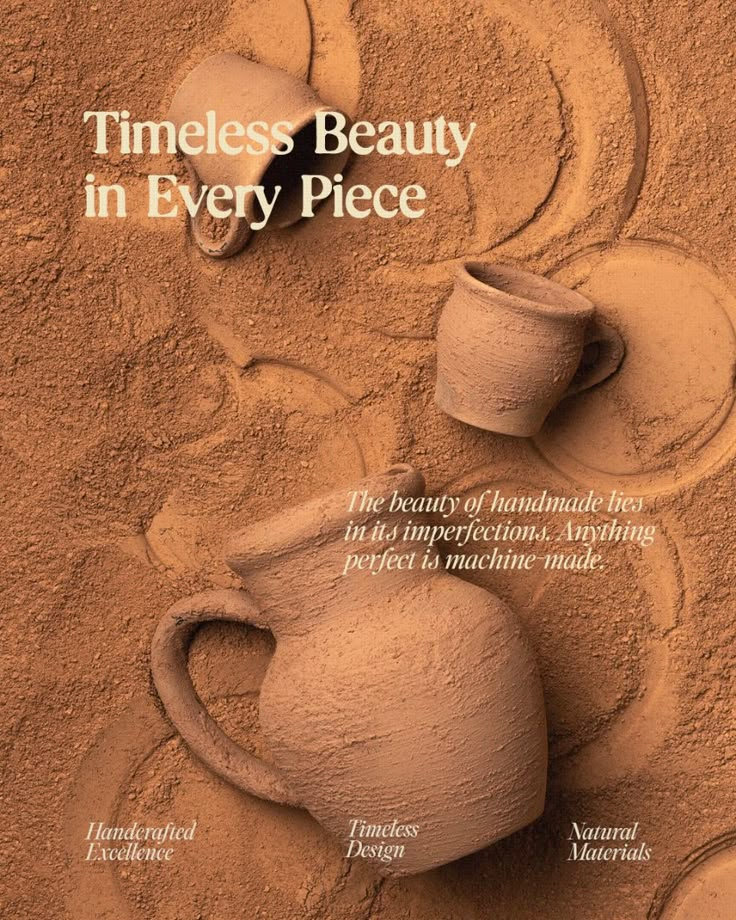 Timeless Beauty
in Every Piece
The beauty of handmade lies
in its imperfections. Anything
perfect is machine-made.
Handcrafted
Excellence
Timeless
Design
Natural
Materials